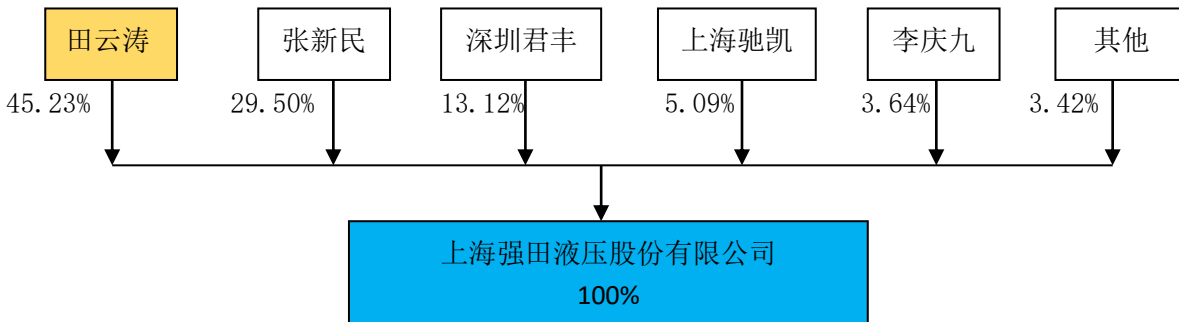 田云涛 张新民 深圳君丰 上海驰凯 李庆九 其他
45.23% 29.50% 13.12% 5.09% 3.64% 3.42%
上海强田液压股份有限公司
100%